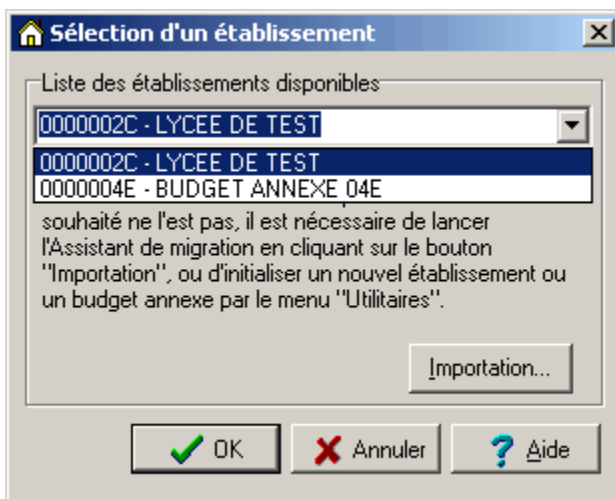 Sélection d'un établissement
Liste des établissements disponibles
0000002C - LYCEE DE TEST
0000002C - LYCEE DE TEST
0000004E - BUDGET ANNEXE 04E
souhaité ne l'est pas, il est nécessaire de lancer
l'Assistant de migration en cliquant sur le bouton
"Importation", ou d'initialiser un nouvel établissement ou
un budget annexe par le menu "Utilitaires".
Importation...
OK
Annuler
Aide